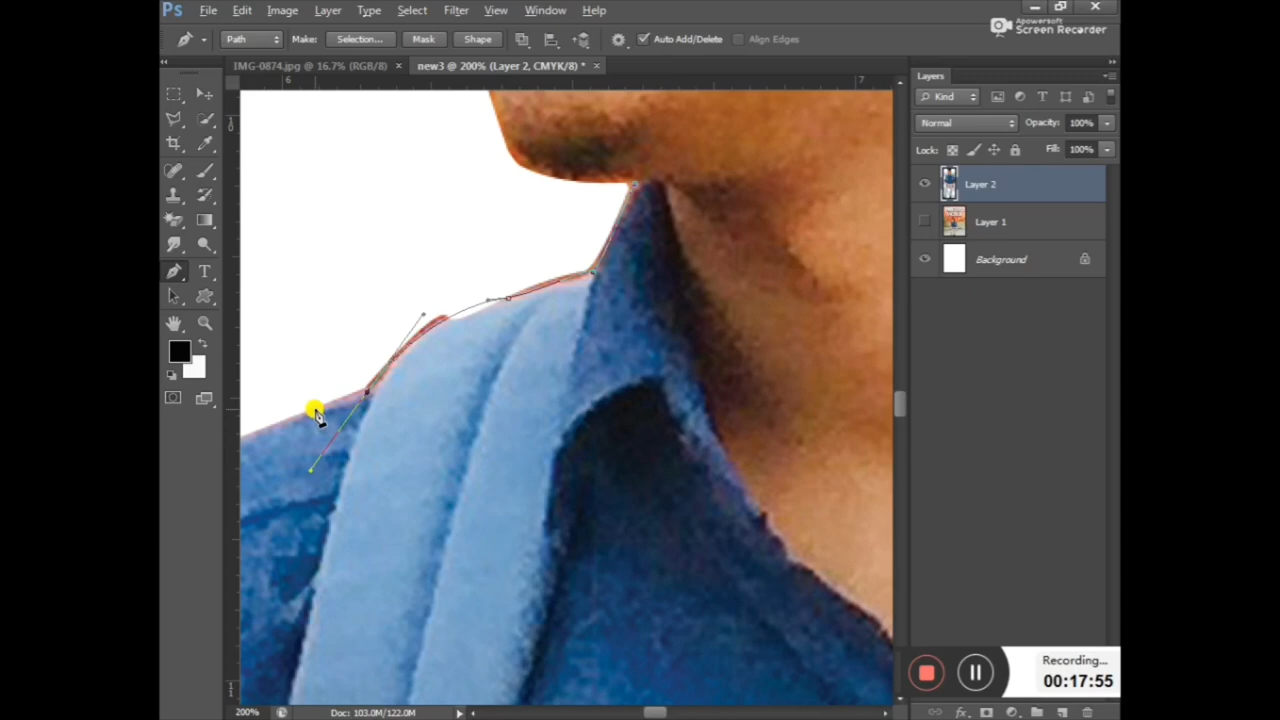 Ps File Edit Image Layer Type Select Filter View Window Help
Apowersoft
Screen Recorder
Path Make: Selection... Mask Shape Auto Add/Delete Align Edges
IMG-0874.jpg @ 16.7% (RGB/8) × new3 @ 200% (Layer 2, CMYK/8) * ×
Layers
6 7
Kind T
Normal Opacity: 100%
Lock: Fill: 100%
Layer 2
Layer 1
Background
T
Recording...
00:17:55
200% Doc: 103.0M/122.0M
fx